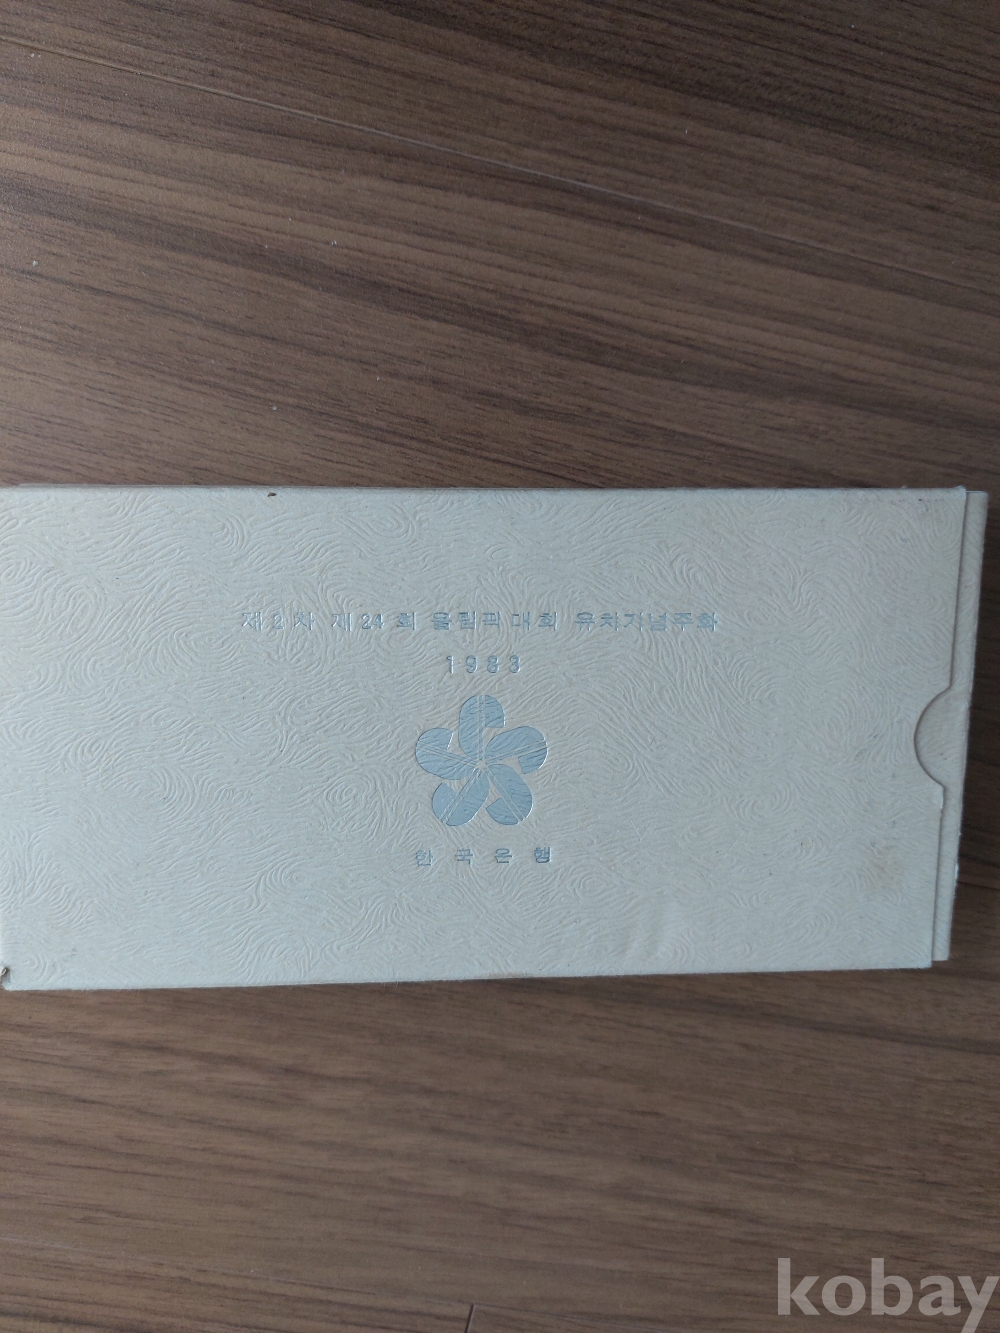 제2차 제24회 올림픽대회 유치기념주화
1983
한국은행
kobay